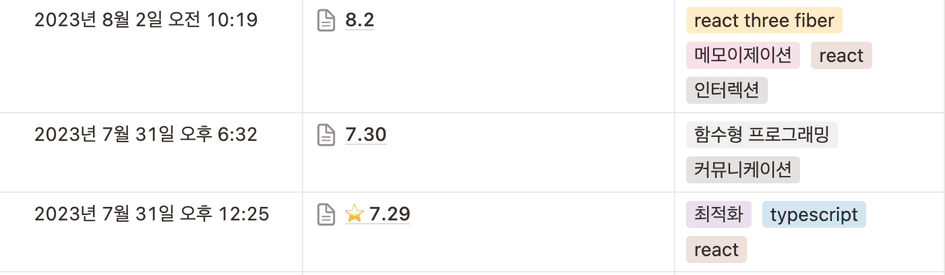 2023년 8월 2일 오전 10:19 8.2 react three fiber
메모이제이션 react
인터렉션
2023년 7월 31일 오후 6:32 7.30 함수형 프로그래밍
커뮤니케이션
2023년 7월 31일 오후 12:25 ⭐ 7.29 최적화 typescript
react